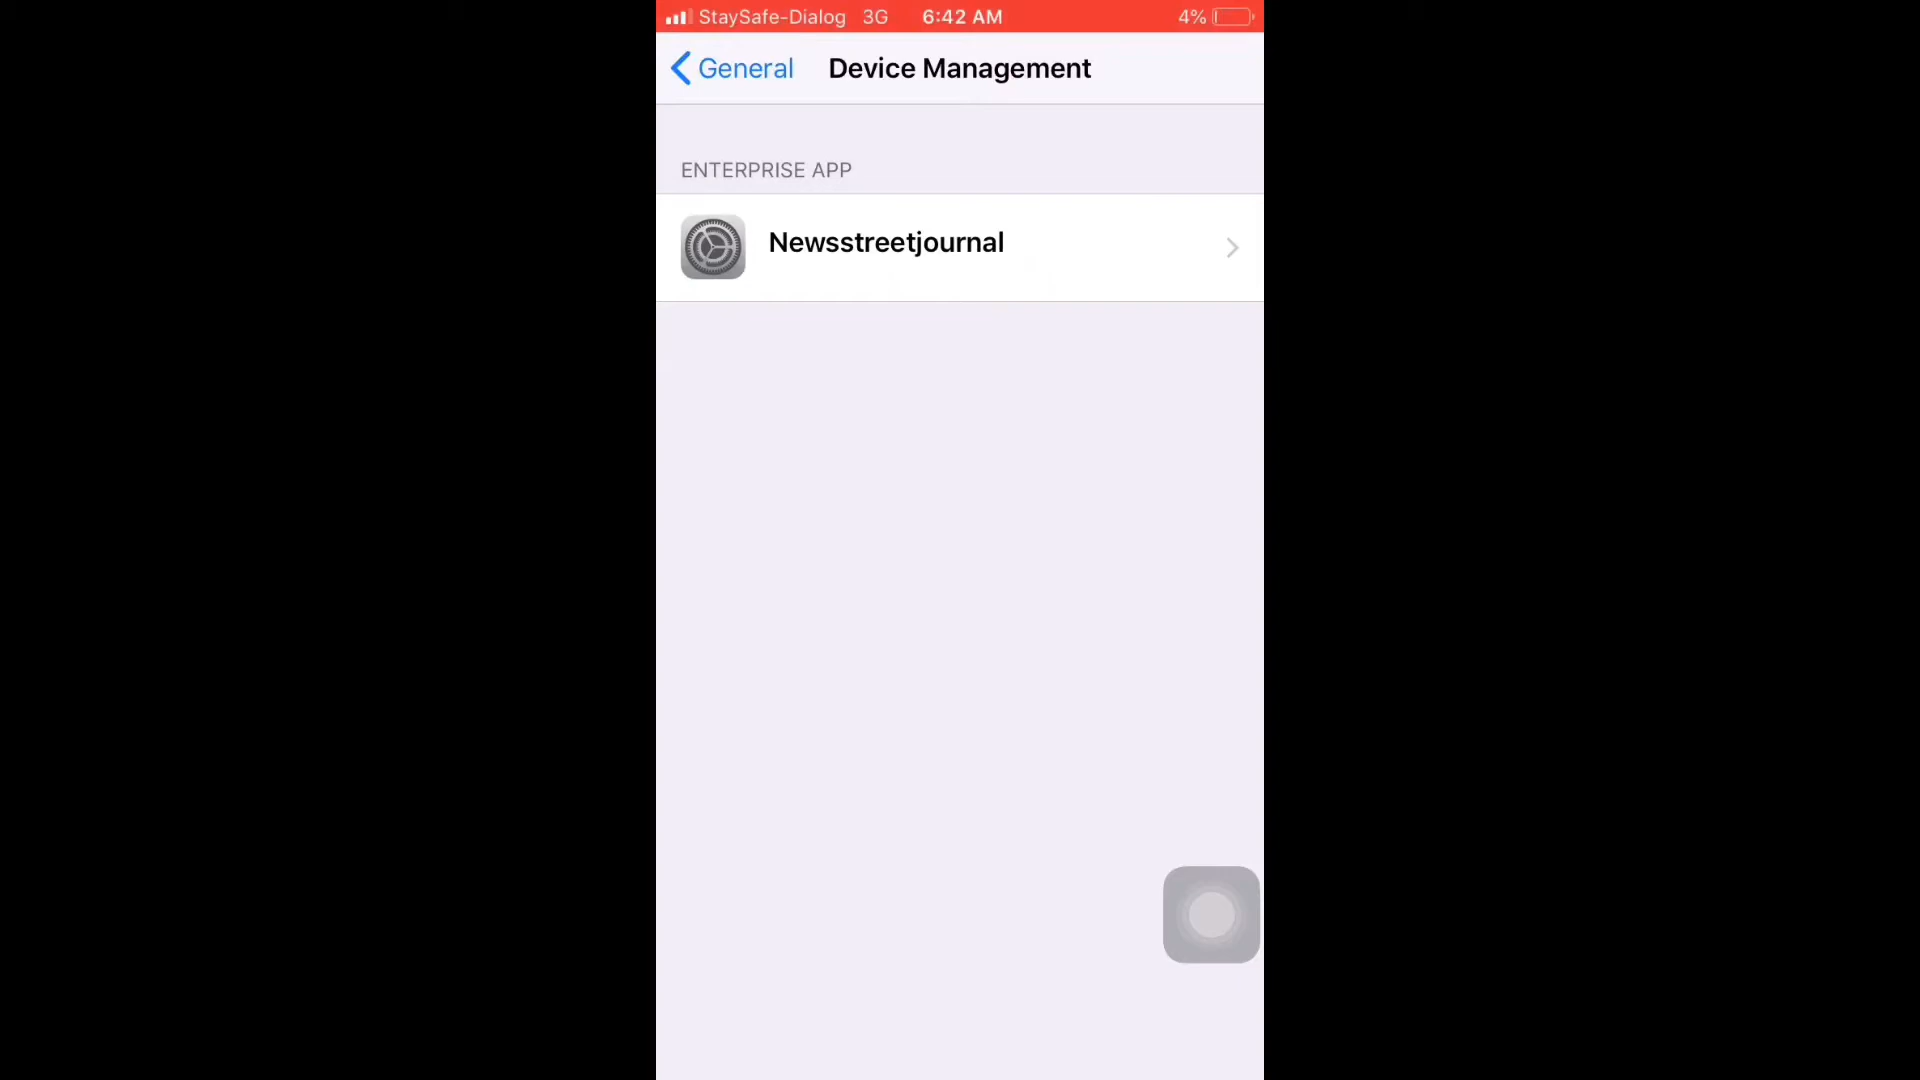 StaySafe-Dialog 3G 6:42 AM 4%
General Device Management
ENTERPRISE APP
Newsstreetjournal